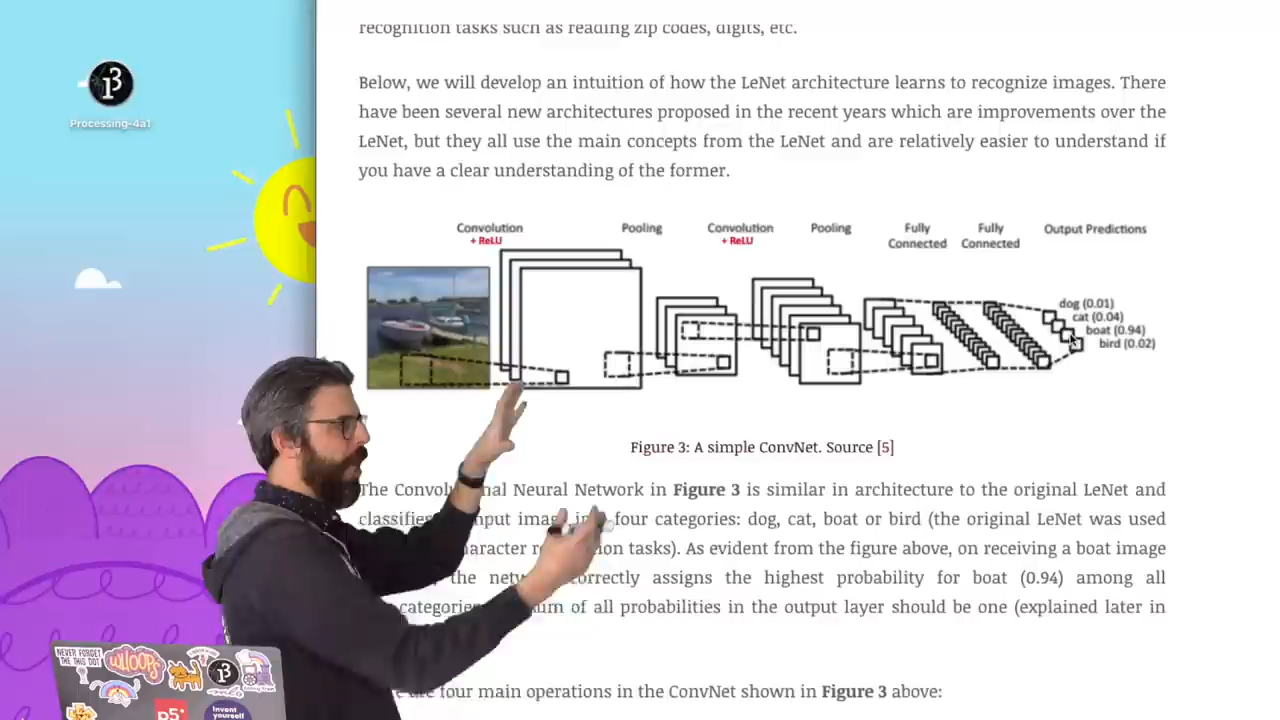 recognition tasks such as reading zip codes, digits, etc.
Processing-4a1
Below, we will develop an intuition of how the LeNet architecture learns to recognize images. There
have been several new architectures proposed in the recent years which are improvements over the
LeNet, but they all use the main concepts from the LeNet and are relatively easier to understand if
you have a clear understanding of the former.
Convolution
+ ReLU
Pooling
Convolution
+ ReLU
Pooling
Fully
Connected
Fully
Connected
Output Predictions
dog (0.01)
cat (0.04)
boat (0.94)
bird (0.02)
Figure 3: A simple ConvNet. Source [5]
The Convol nal Neural Network in Figure 3 is similar in architecture to the original LeNet and
four categories: dog, cat, boat or bird (the original LeNet was used
tasks). As evident from the figure above, on receiving a boat image
the correctly assigns the highest probability for boat (0.94) among all
of all probabilities in the output layer should be one (explained later in
four main operations in the ConvNet shown in Figure 3 above:
NEVER FORGET
THE THIS DOT
WHOOPS
p5*
Invent
yourself